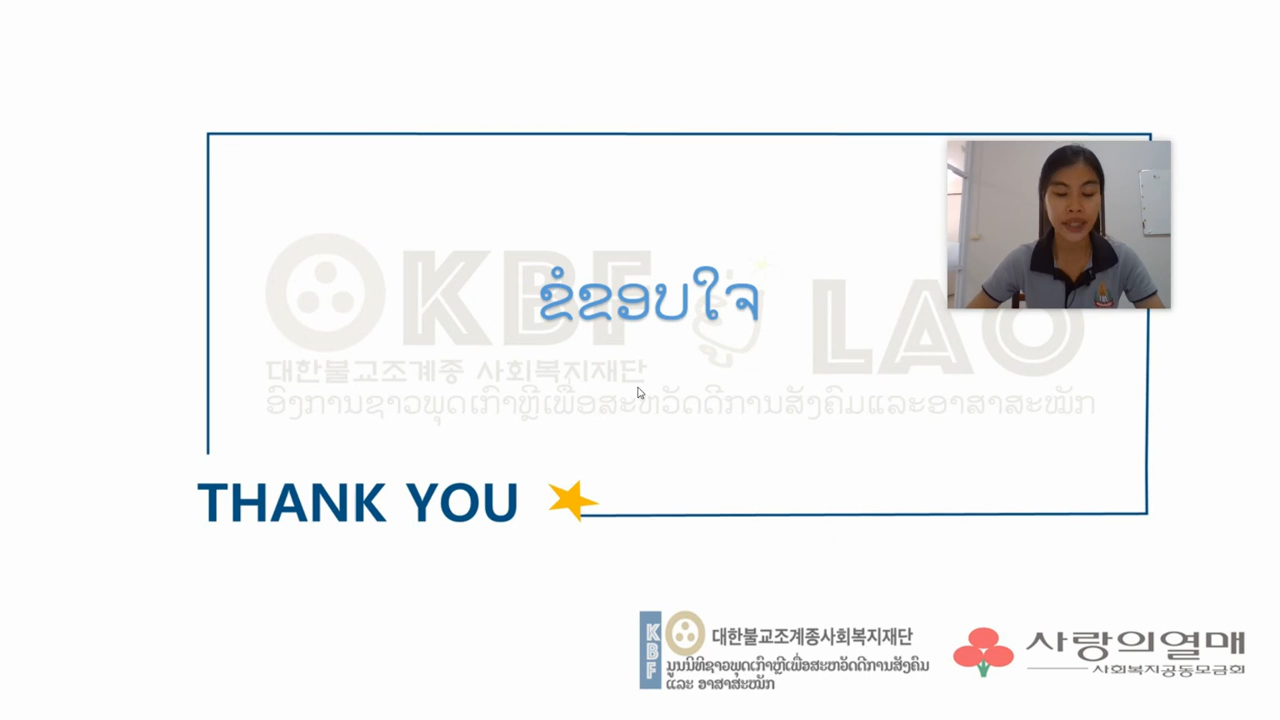 KBF LAO
ຂໍຂອບໃຈ
대한불교조계종 사회복지재단
ອົງການຊາວພຸດເກົາຫຼີເພື່ອສະຫວັດດີການສັງຄົມແລະອາສາສະໝັກ
THANK YOU
KBF
대한불교조계종사회복지재단
ມູນນິທິຊາວພຸດເກົາຫຼີເພື່ອສະຫວັດດີການສັງຄົມ
ແລະ ອາສາສະໝັກ
사랑의열매
사회복지공동모금회